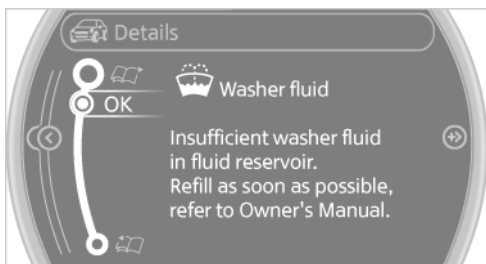 Details
OK
Washer fluid
Insufficient washer fluid
in fluid reservoir.
Refill as soon as possible,
refer to Owner's Manual.